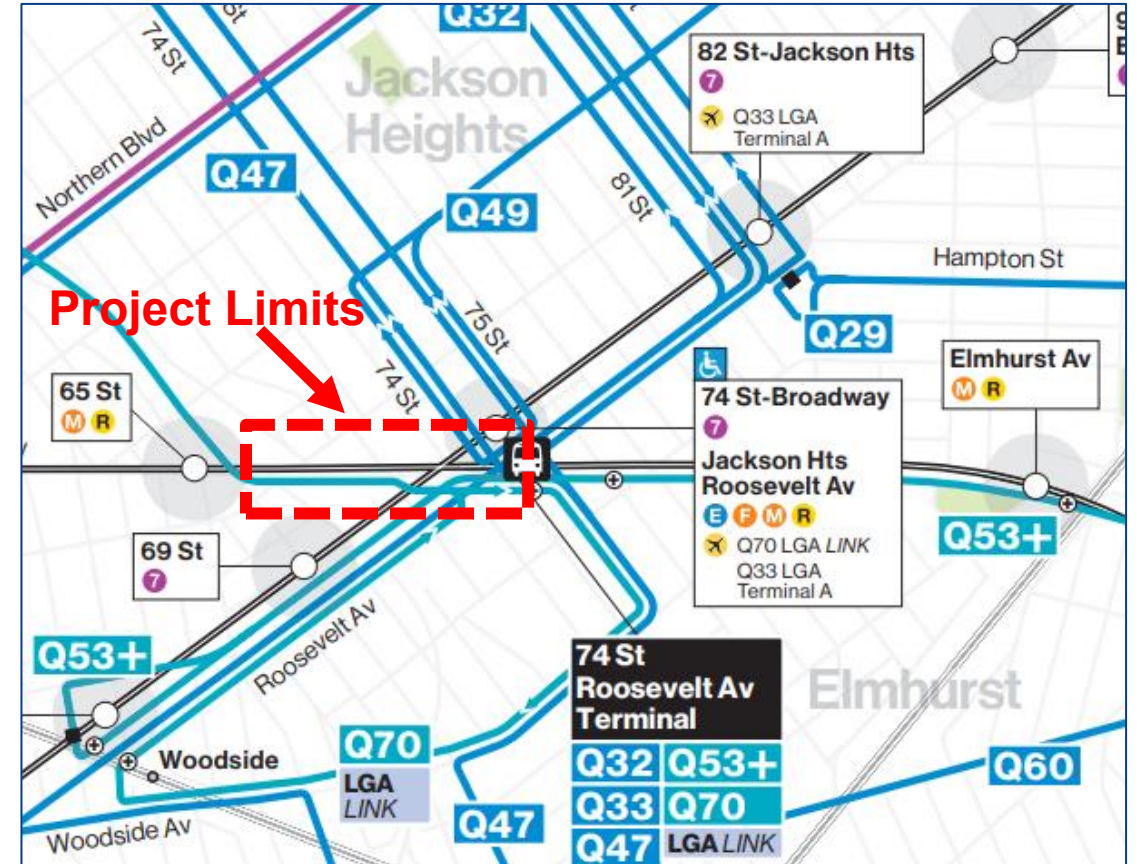 Q32
St
74 St
Jackson
Heights
Northern Blvd
Q47
Q49
82 St-Jackson Hts
7
Q33 LGA
Terminal A
81 St
Hampton St
Q29
Project Limits
75 St
74 St
65 St
M R
Elmhurst Av
M R
74 St-Broadway
7
Jackson Hts
Roosevelt Av
E F M R
Q70 LGA LINK
Q33 LGA
Terminal A
Q53+
69 St
7
Roosevelt Av
Q53+
Woodside
Woodside Av
Q70
LGA
LINK
Q47
74 St
Roosevelt Av
Terminal
Q32 Q53+
Q33 Q70
Q47 LGA LINK
Elmhurst
Q60